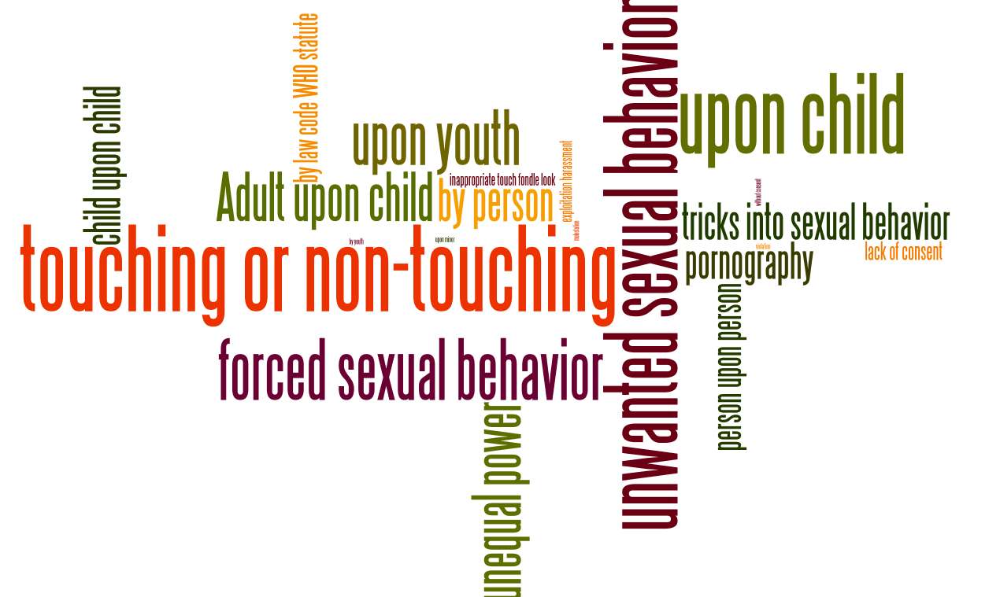 by law code WHO statute
child upon child
upon youth
unwanted sexual behavior
upon child
Adult upon child
inappropriate touch fondle look
by person
exploitation harassment
without consent
tricks into sexual behavior
molestation
touching or non-touching
by youth
upon minor
violation
lack of consent
pornography
person upon person
forced sexual behavior
unequal power